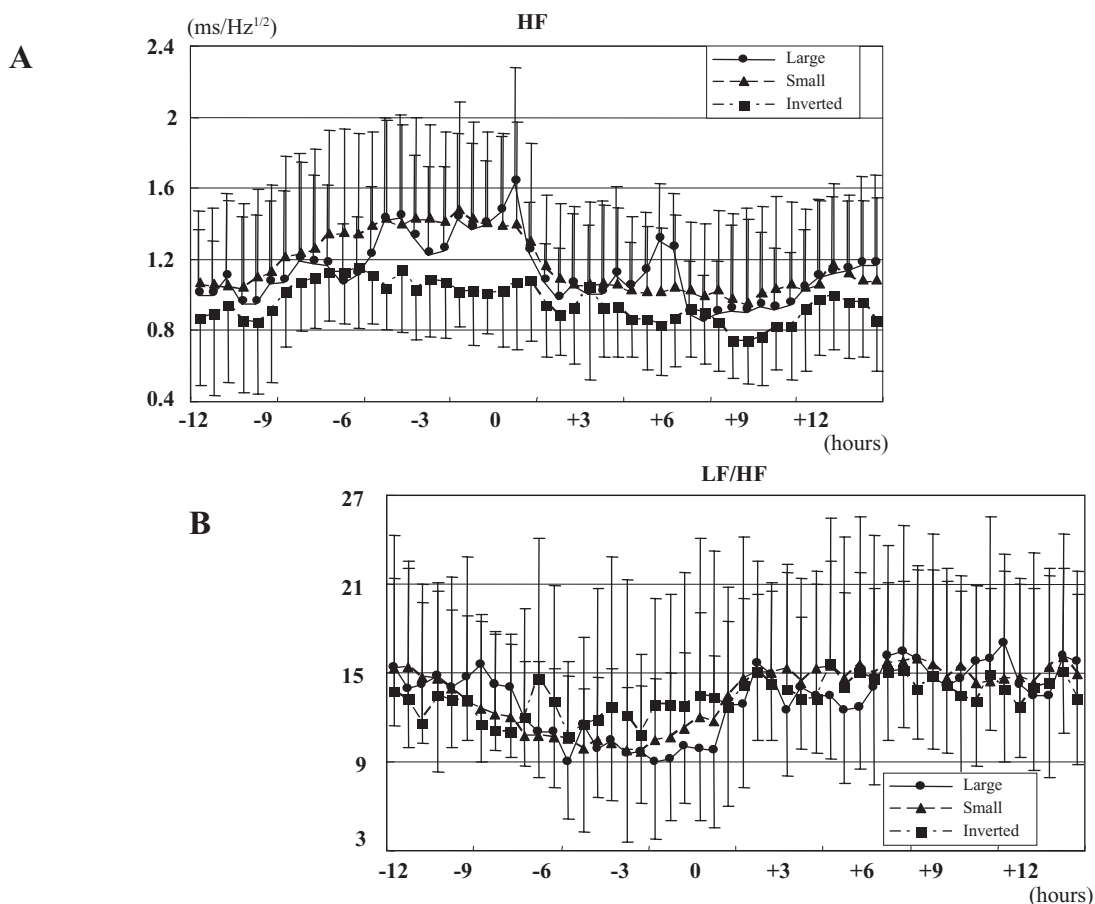 A
(ms/Hz1/2)
HF
2.4
2
1.6
1.2
0.8
0.4
Large
Small
Inverted
-12 -9 -6 -3 0 +3 +6 +9 +12
(hours)
B
LF/HF
27
21
15
9
3
Large
Small
Inverted
-12 -9 -6 -3 0 +3 +6 +9 +12
(hours)